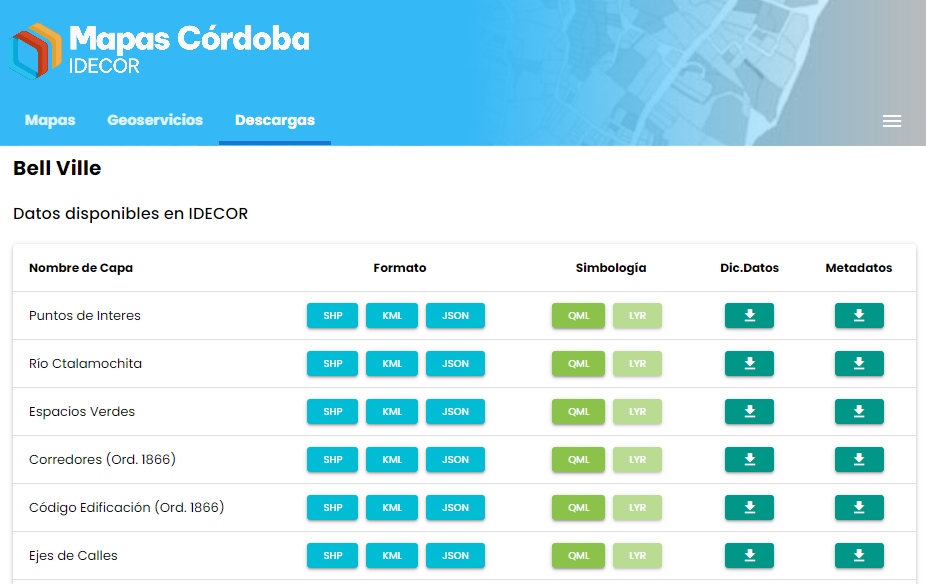 Mapas Córdoba
IDECOR
Mapas Geoservicios Descargas
Bell Ville
Datos disponibles en IDECOR
Nombre de Capa Formato Simbología Dic.Datos Metadatos
Puntos de Interes SHP KML JSON QML LYR
Río Ctalamochita SHP KML JSON QML LYR
Espacios Verdes SHP KML JSON QML LYR
Corredores (Ord. 1866) SHP KML JSON QML LYR
Código Edificación (Ord. 1866) SHP KML JSON QML LYR
Ejes de Calles SHP KML JSON QML LYR